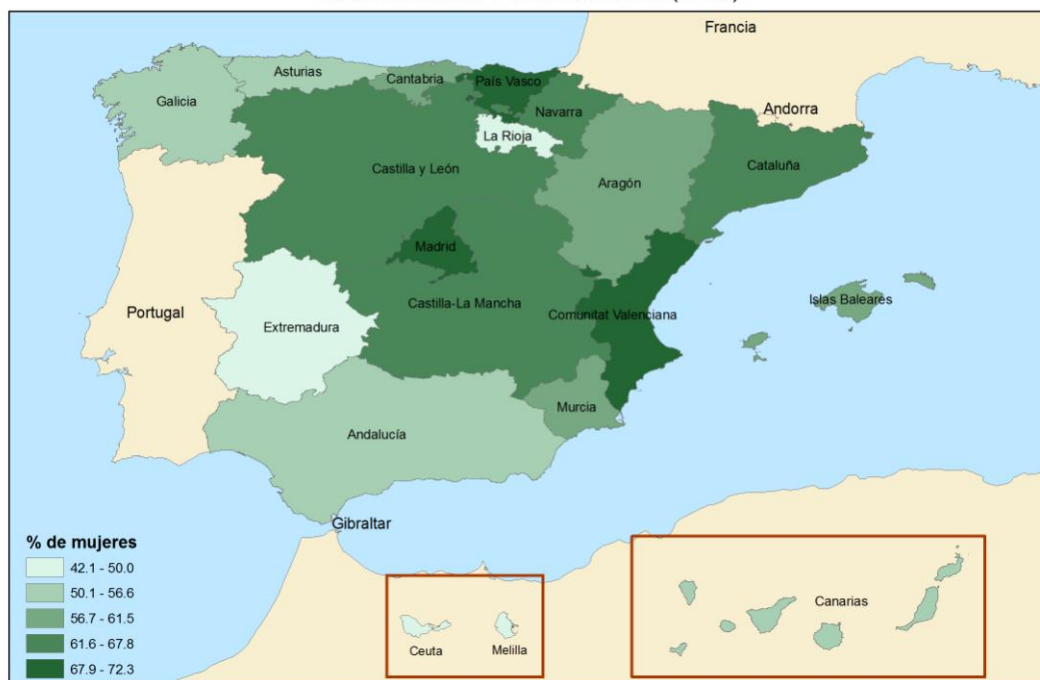 Francia
Asturias
Cantabria
País Vasco
Galicia
Navarra
Andorra
La Rioja
Castilla y León
Aragón
Cataluña
Madrid
Castilla-La Mancha
Comunitat Valenciana
Islas Baleares
Portugal
Extremadura
Murcia
Andalucía
Gibraltar
% de mujeres
42.1 - 50.0
50.1 - 56.6
56.7 - 61.5
61.6 - 67.8
67.9 - 72.3
Ceuta
Melilla
Canarias